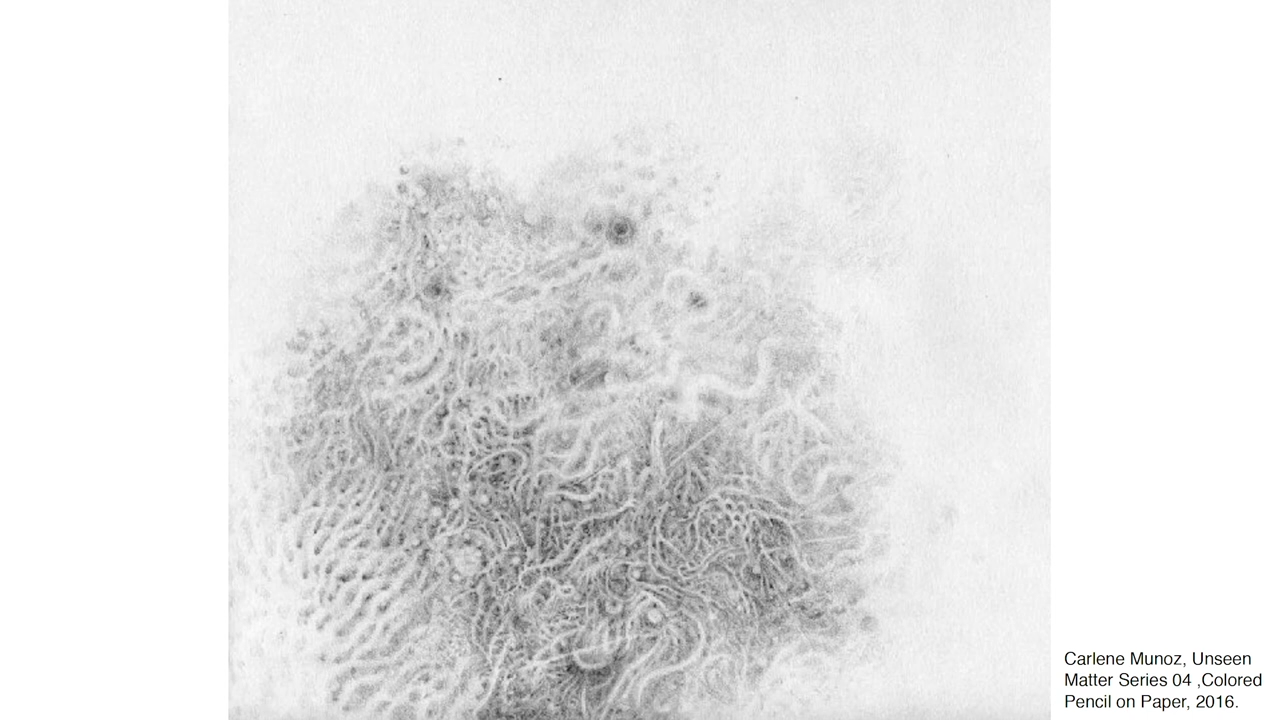 Carlene Munoz, Unseen
Matter Series 04 ,Colored
Pencil on Paper, 2016.